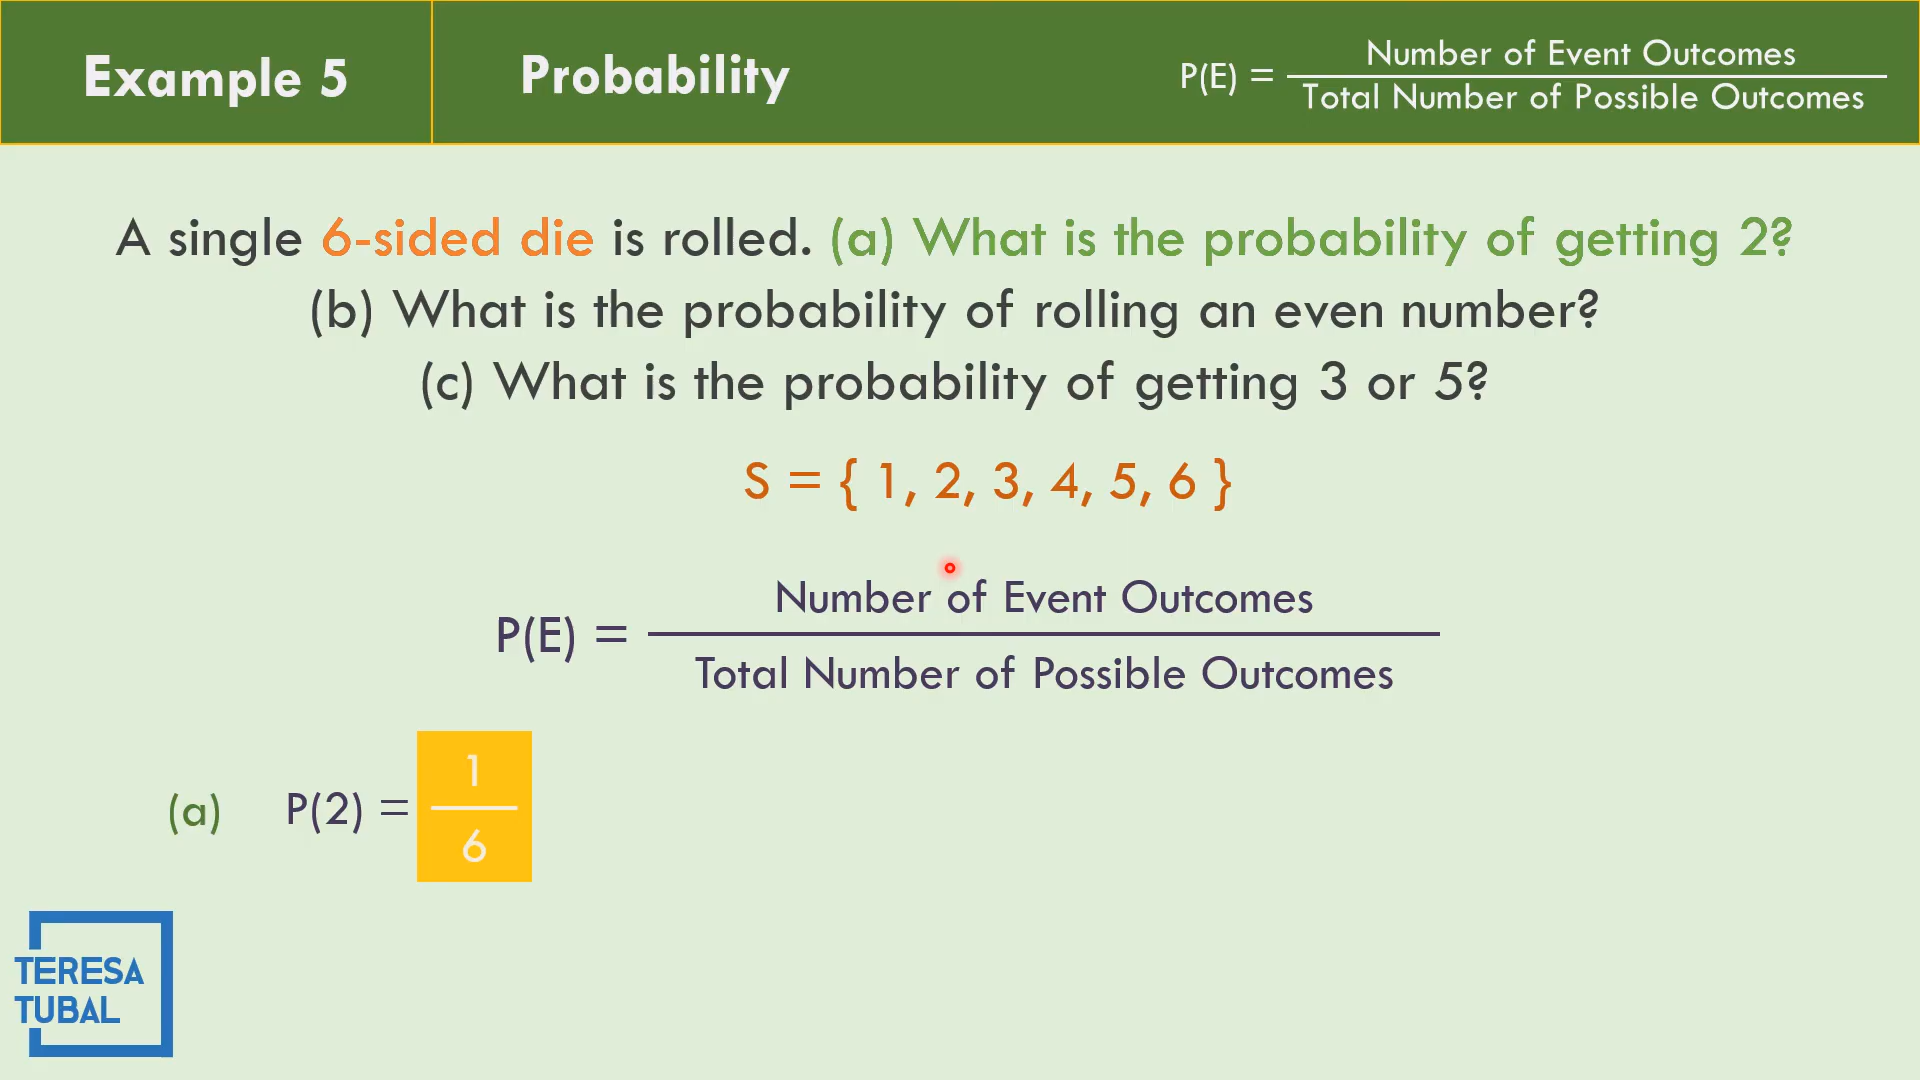 Example 5
Probability
P(E) = Number of Event Outcomes
Total Number of Possible Outcomes
A single 6-sided die is rolled. (a) What is the probability of getting 2?
(b) What is the probability of rolling an even number?
(c) What is the probability of getting 3 or 5?
S = { 1, 2, 3, 4, 5, 6 }
P(E) = Number of Event Outcomes
Total Number of Possible Outcomes
(a) P(2) = 1
6
TERESA
TUBAL